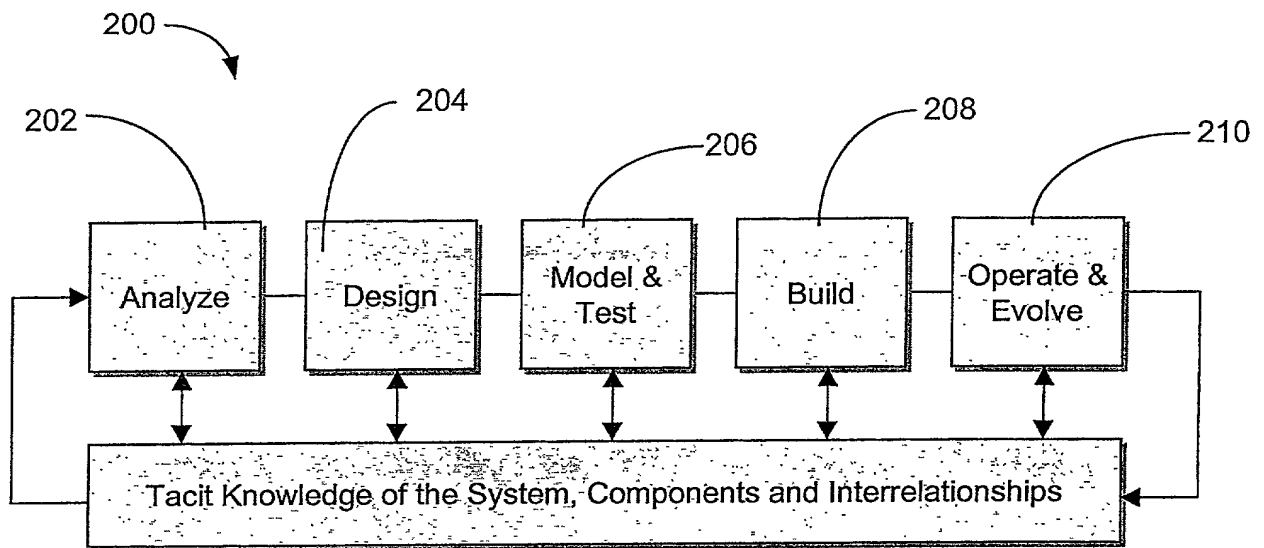 200
202
204
206
208
210
Analyze
Design
Model &
Test
Build
Operate &
Evolve
Tacit Knowledge of the System, Components and Interrelationships